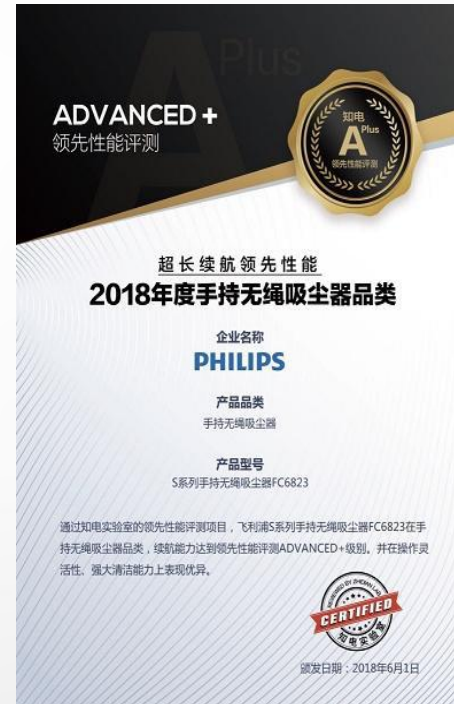 Plus
ADVANCED +
领先性能评测
知电
A Plus
领先性能评测
超长续航领先性能
2018年度手持无绳吸尘器品类
企业名称
PHILIPS
产品品类
手持无绳吸尘器
产品型号
S系列手持无绳吸尘器FC6823
通过知电实验室的领先性能评测项目，飞利浦S系列手持无绳吸尘器FC6823在手
持无绳吸尘器品类，续航能力达到领先性能评测ADVANCED+级别。并在操作灵
活性、强大清洁能力上表现优异。
REVIEWED BY ZHIDIAN LAB
CERTIFIED
知电实验室
颁发日期：2018年6月1日